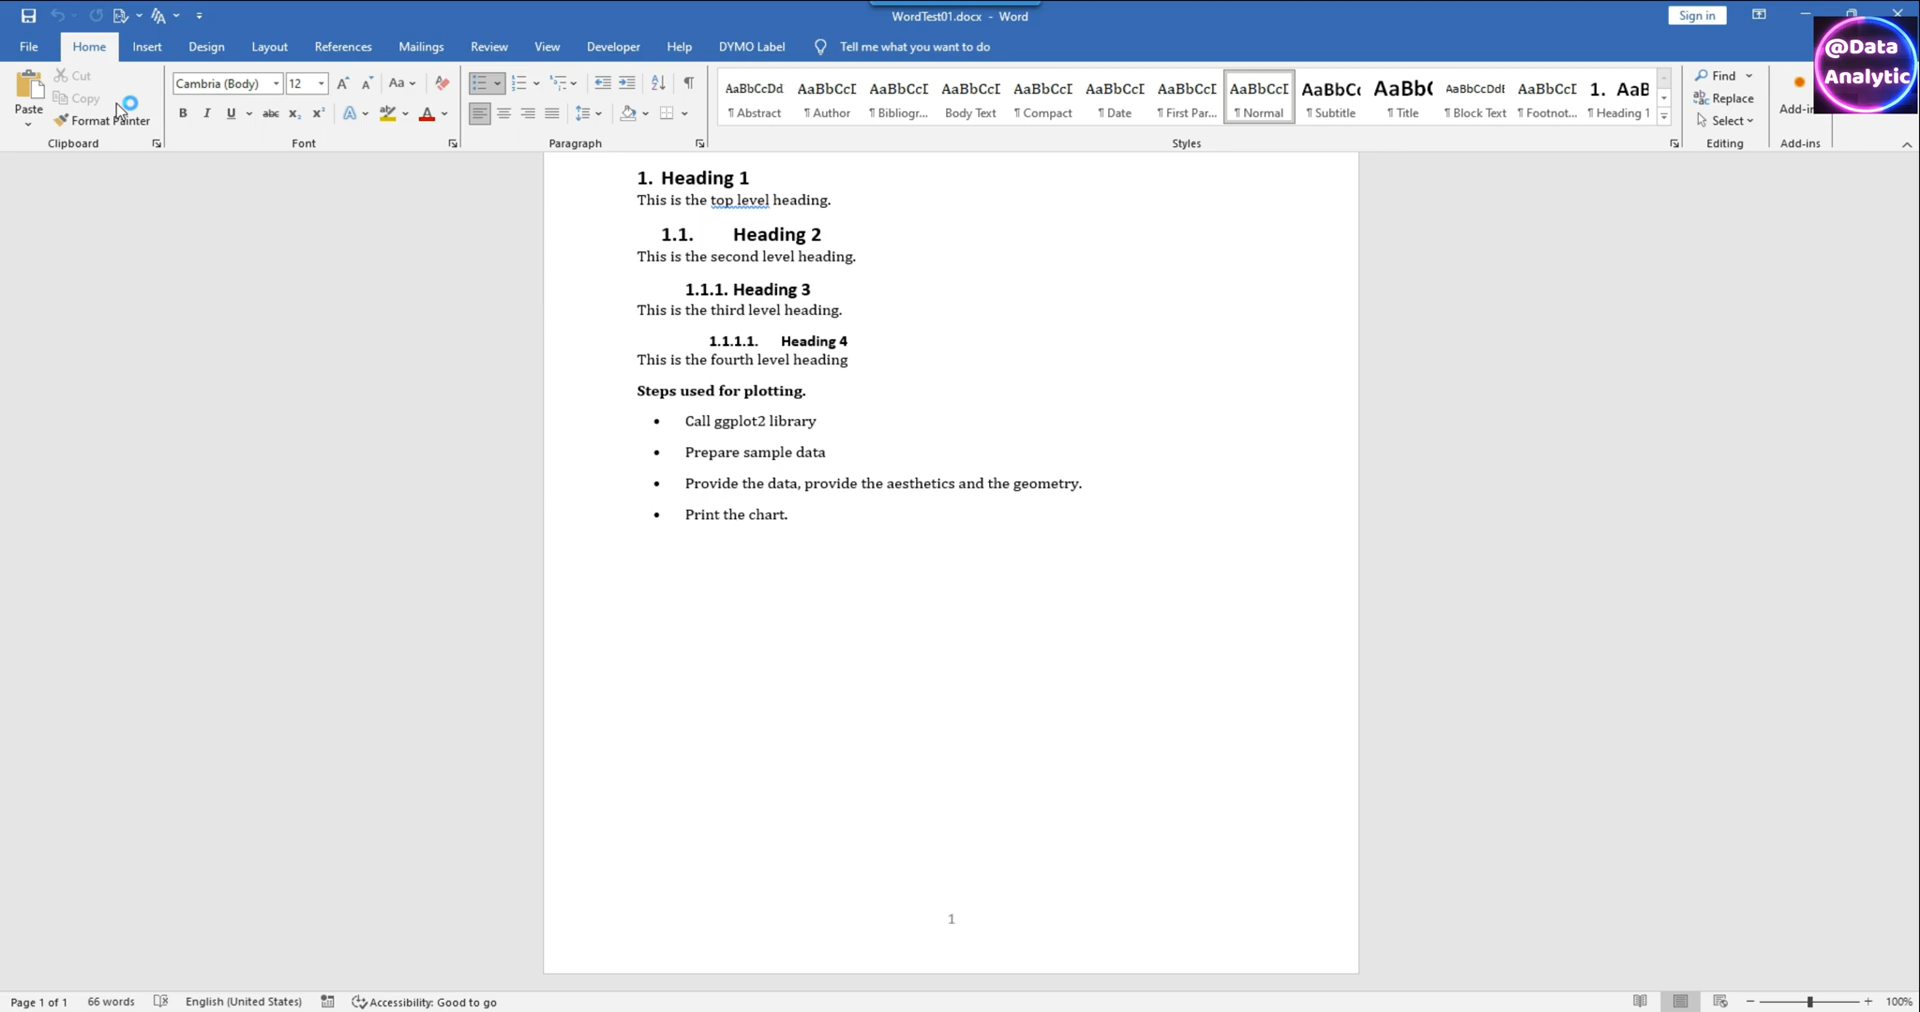 WordTest01.docx - Word
Sign in
File Home Insert Design Layout References Mailings Review View Developer Help DYMO Label Tell me what you want to do
@Data
Analytic
Paste
Cut
Copy
Format Painter
Clipboard
Cambria (Body) 12
Aa
B I U abc x₂ x²
A A
Font
Paragraph
AaBbCcDd AaBbCcI AaBbCcI AaBbCcI AaBbCcI AaBbCcI AaBbCcI AaBbCcI AaBbCc AaBbC AaBbCcDdE AaBbCcI 1. AaB
¶ Abstract ¶ Author ¶ Bibliogr... Body Text ¶ Compact ¶ Date ¶ First Par... ¶ Normal ¶ Subtitle ¶ Title ¶ Block Text ¶ Footnot... ¶ Heading 1
Styles
Find
Replace
Select
Editing
Add-in
Add-ins
1. Heading 1
This is the top level heading.
1.1. Heading 2
This is the second level heading.
1.1.1. Heading 3
This is the third level heading.
1.1.1.1. Heading 4
This is the fourth level heading
Steps used for plotting.
• Call ggplot2 library
• Prepare sample data
• Provide the data, provide the aesthetics and the geometry.
• Print the chart.
1
Page 1 of 1 66 words English (United States) Accessibility: Good to go 100%